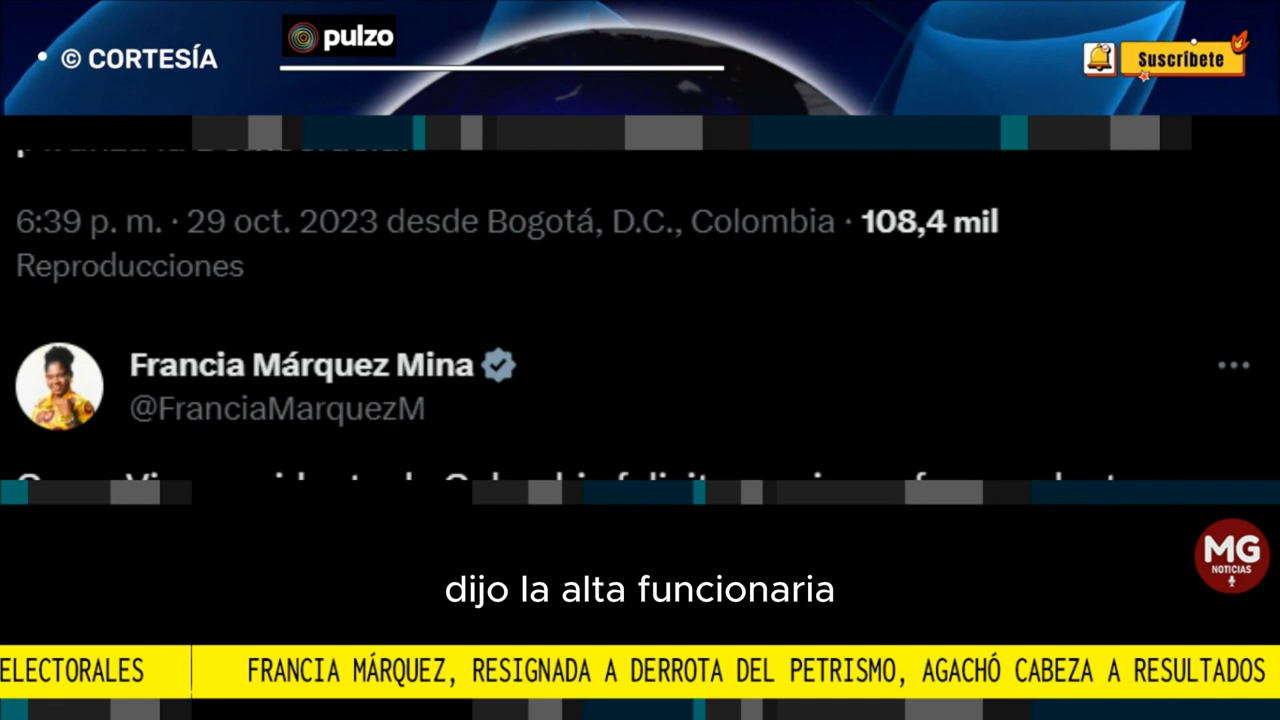 © CORTESÍA
pulzo
Suscríbete
6:39 p. m. · 29 oct. 2023 desde Bogotá, D.C., Colombia · 108,4 mil
Reproducciones
Francia Márquez Mina
@FranciaMarquezM
MG
NOTICIAS
dijo la alta funcionaria
ELECTORALES
FRANCIA MÁRQUEZ, RESIGNADA A DERROTA DEL PETRISMO, AGACHÓ CABEZA A RESULTADOS